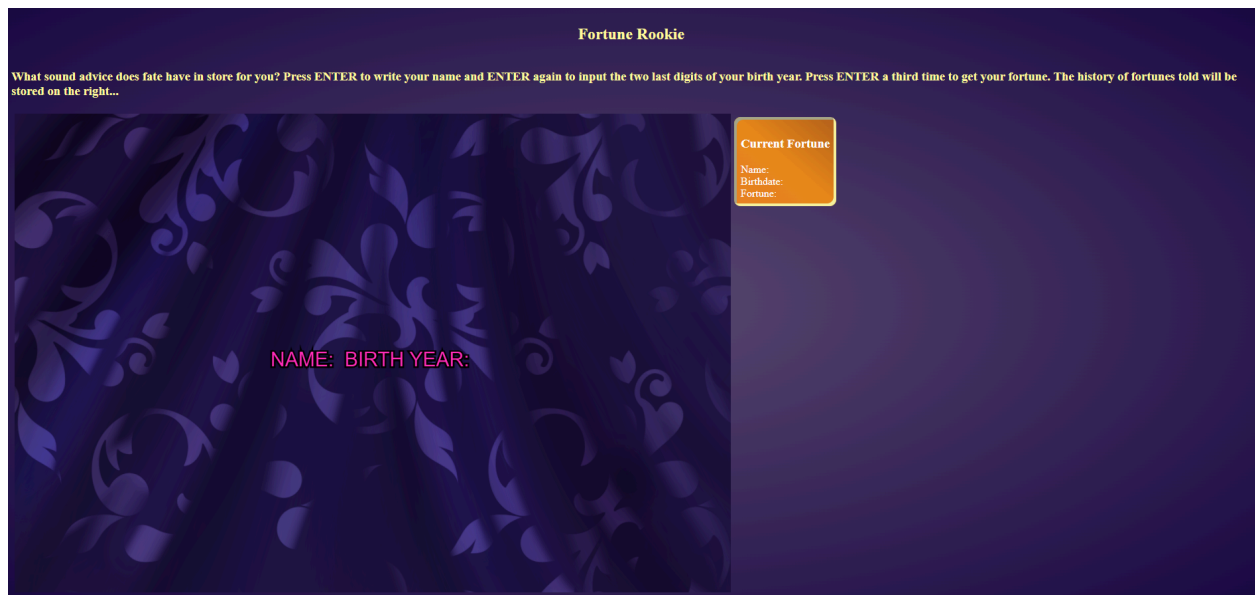 Fortune Rookie
What sound advice does fate have in store for you? Press ENTER to write your name and ENTER again to input the two last digits of your birth year. Press ENTER a third time to get your fortune. The history of fortunes told will be
stored on the right...
Current Fortune
Name:
Birthdate:
Fortune:
NAME:  BIRTH YEAR: